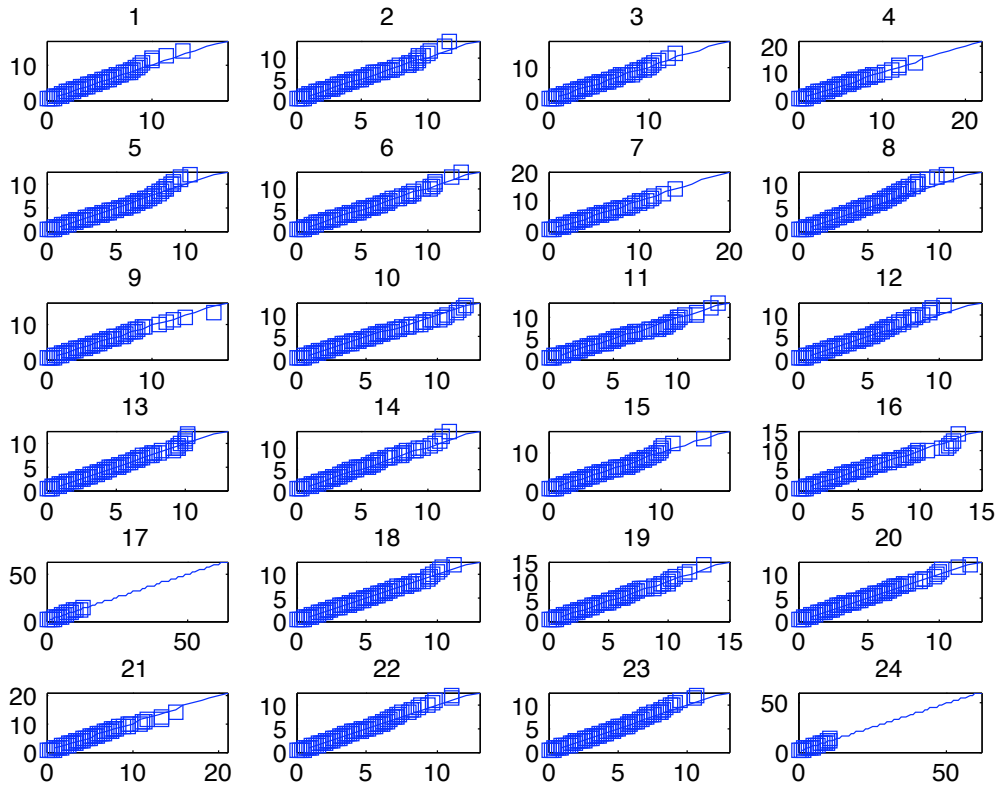 1 2 3 4
10 10 10 20
5 10
0 0 0 0
0 10 0 5 10 0 5 10 0 10 20
5 6 7 8
10 10 20 10
5 5 10 5
0 0 0 0
0 5 10 0 5 10 0 10 20 0 5 10
9 10 11 12
10 10 10 10
5 5 5
0 0 0 0
0 10 0 5 10 0 5 10 0 5 10
13 14 15 16
10 10 10 15
5 5 10
5
0 0 0 0
0 5 10 0 5 10 0 10 0 5 10 15
17 18 19 20
50 10 15 10
5 10 5
5
0 0 0 0
0 50 0 5 10 0 5 10 15 0 5 10
21 22 23 24
20 10 10 50
10 5 5
0 0 0 0
0 10 20 0 5 10 0 5 10 0 50